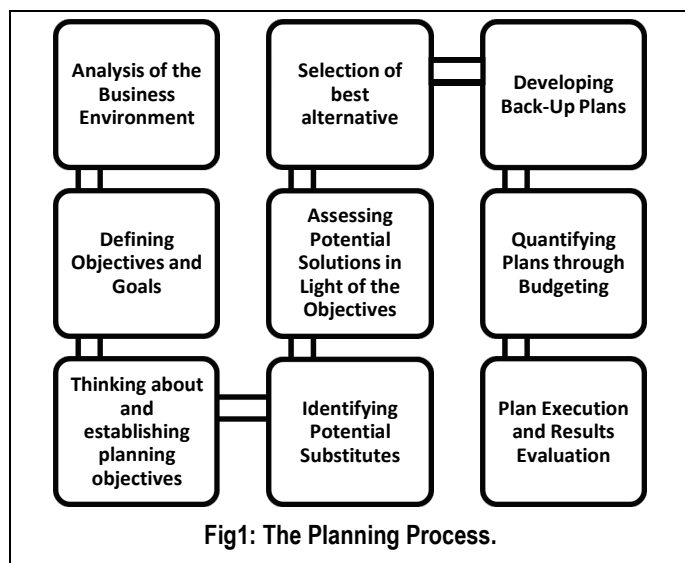 Analysis of the
Business
Environment
Defining
Objectives and
Goals
Thinking about
and
establishing
planning
objectives
Identifying
Potential
Substitutes
Assessing
Potential
Solutions in
Light of the
Objectives
Selection of
best
alternative
Developing
Back-Up Plans
Quantifying
Plans through
Budgeting
Plan Execution
and Results
Evaluation
Fig1: The Planning Process.